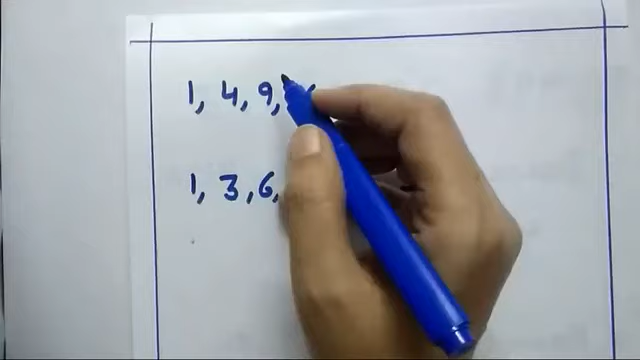 1, 4, 9,
1, 3, 6,